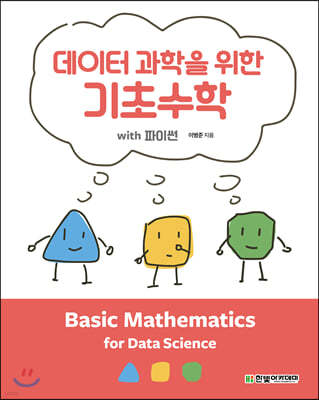 데이터 과학을 위한
기초수학
with 파이썬 이병준 지음
Basic Mathematics
for Data Science
한빛아카데미